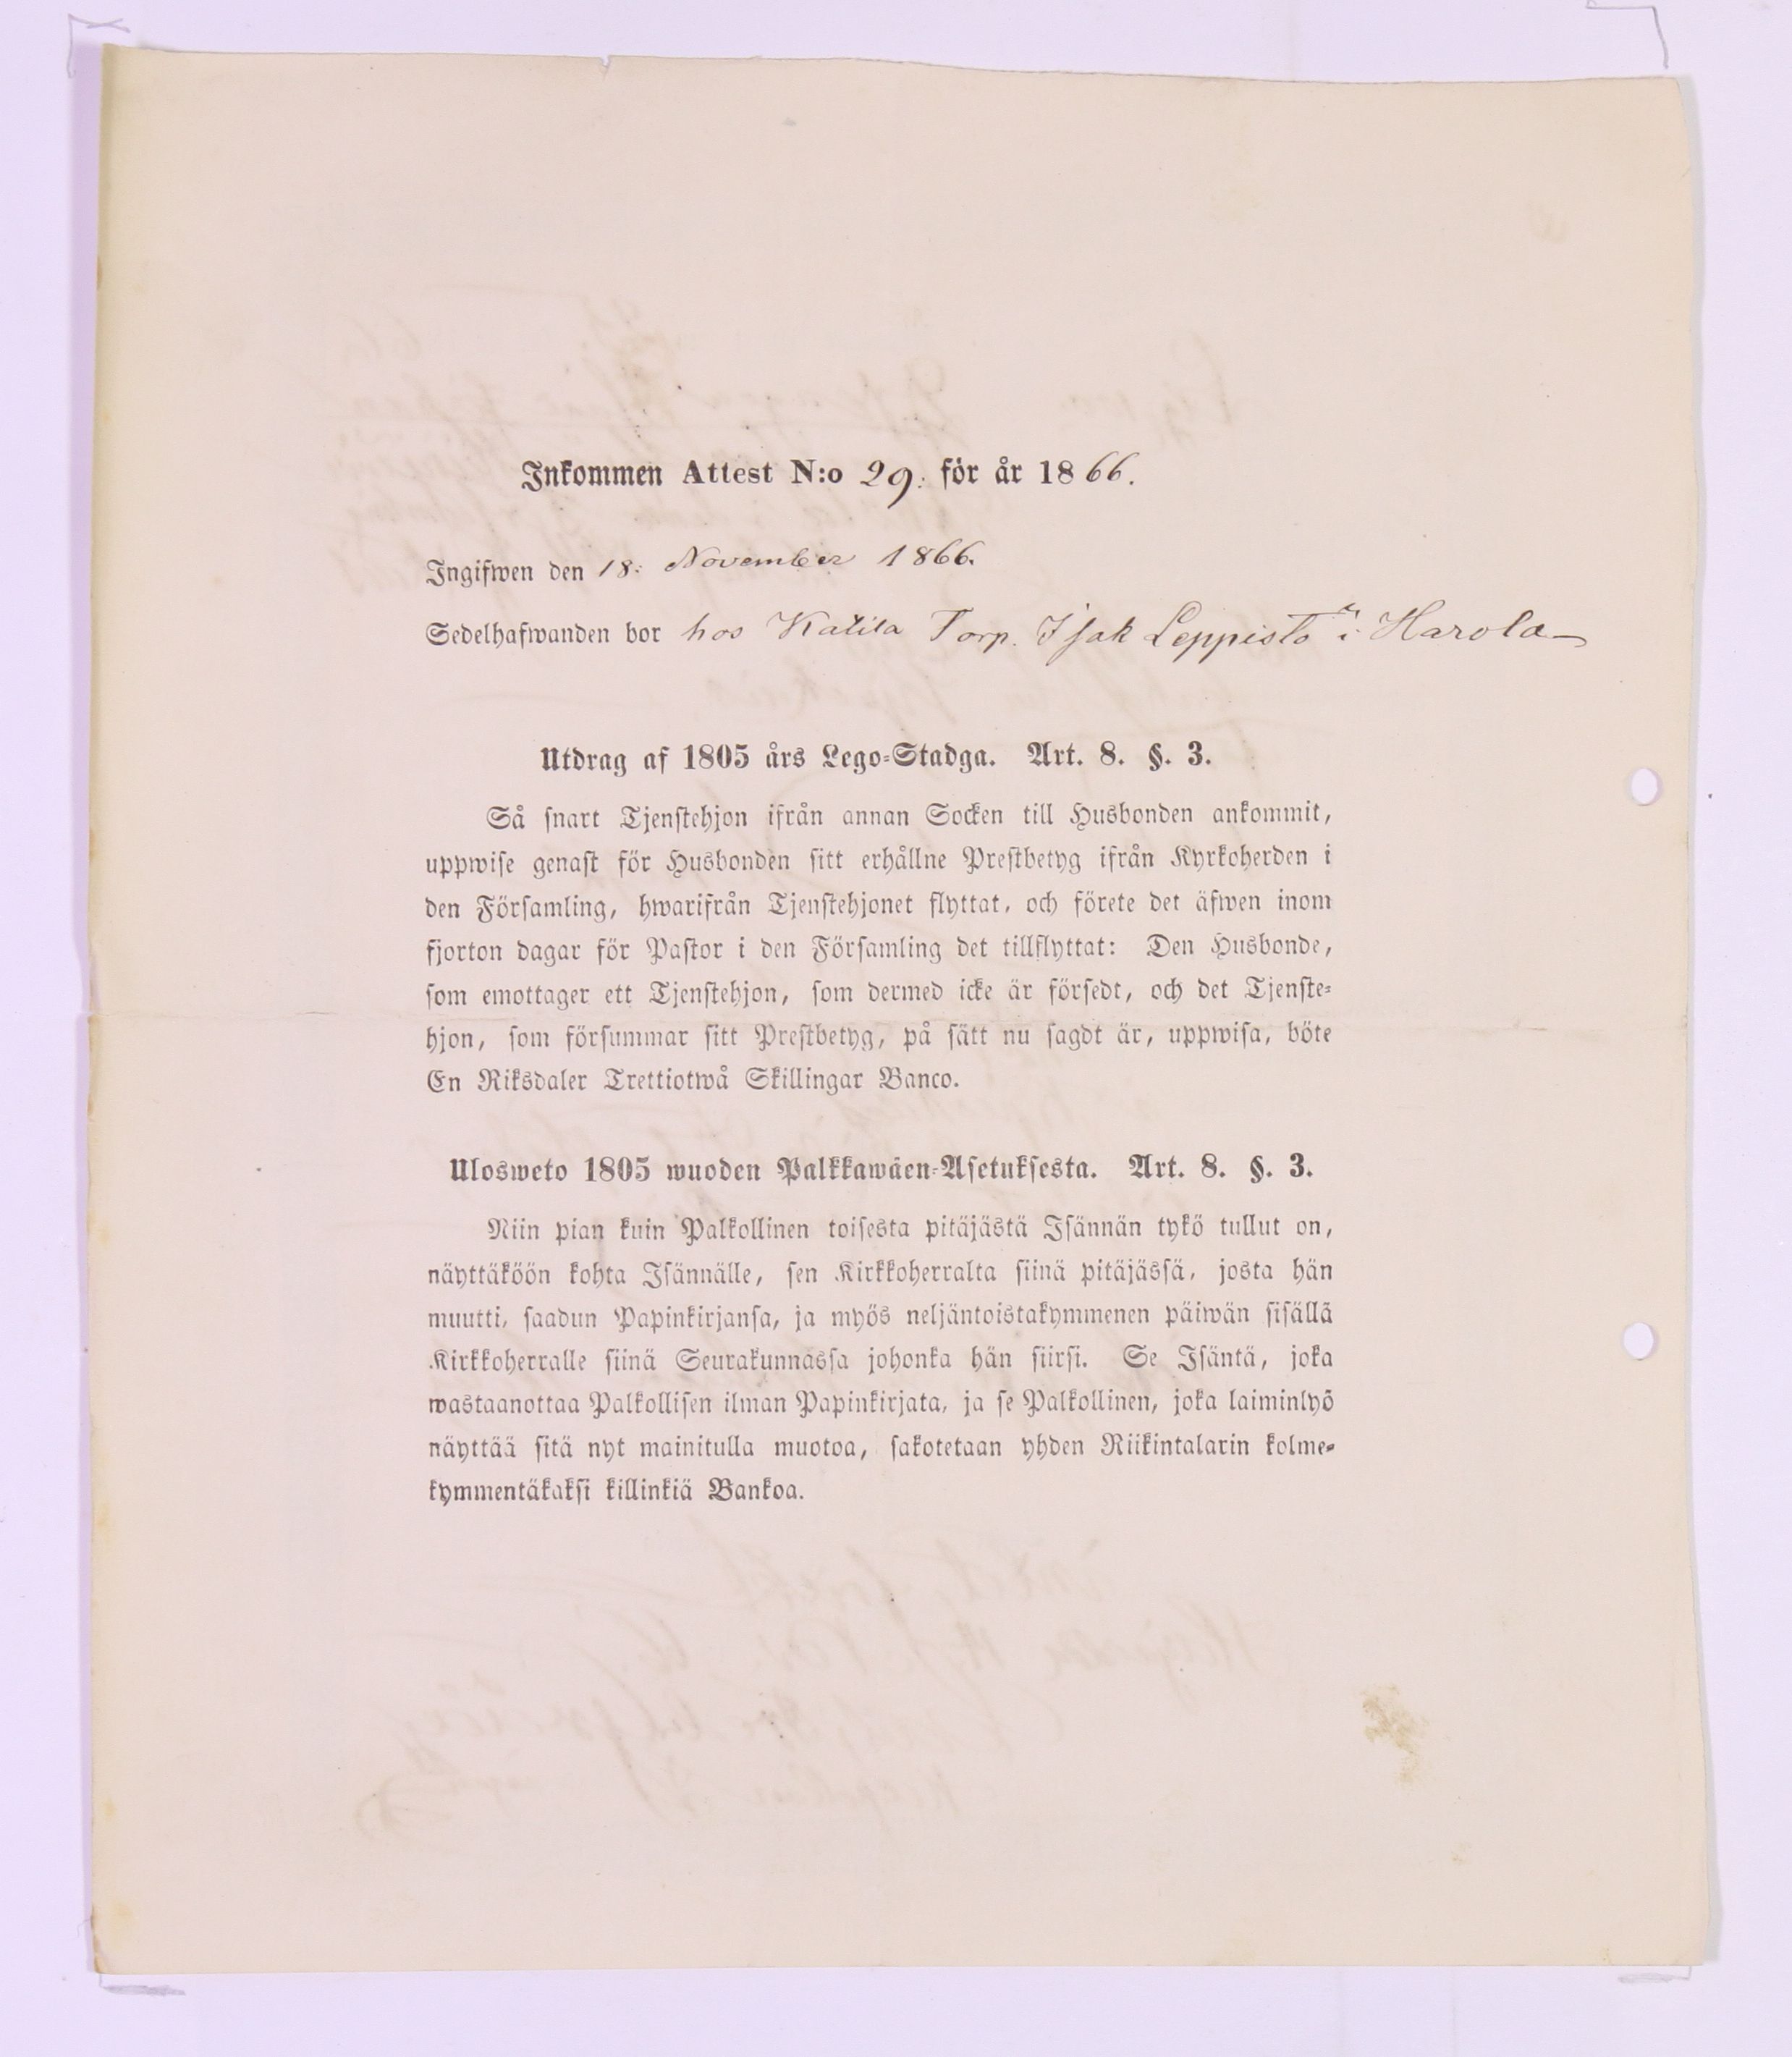 Inkommen Attest N:o 29. för år 1866.
Ingifwen den 18: November 1866.
Sedelhafwanden bor hos Torp. Isak Leppistö i Harola
Utdrag af 1805 års Lego-Stadga. Art. 8. §. 3.
Så snart Tjenstehjon ifrån annan Socken till Husbonden ankommit,
uppwise genast för Husbonden sitt erhållne Prestbetyg ifrån Kyrkoherden i
den Församling, hwarifrån Tjenstehjonet flyttat, och förete det äfwen inom
fjorton dagar för Pastor i den Församling det tillflyttat: Den Husbonde,
som emottager ett Tjenstehjon, som dermed icke är försedt, och det Tjenste-
hjon, som försummar sitt Prestbetyg, på sätt nu sagdt är, uppwisa, böte
En Riksdaler Trettiotwå Skillingar Banco.
Ulosweto 1805 wuoden Palkkawäen-Asetuksesta. Art. 8. §. 3.
Niin pian kuin Palkollinen toisesta pitäjästä Isännän tykö tullut on,
näyttäköön kohta Isännälle, sen Kirkkoherralta siinä pitäjässä, josta hän
muutti, saadun Papinkirjansa, ja myös neljäntoistakymmenen päiwän sisällä
Kirkkoherralle siinä Seurakunnassa johonka hän siirsi. Se Isäntä, joka
wastaanottaa Palkollisen ilman Papinkirjata, ja se Palkollinen, joka laiminlyö
näyttää sitä nyt mainitulla muotoa, sakotetaan yhden Riikintalarin kolme-
kymmentäkaksi killinkiä Bankoa.